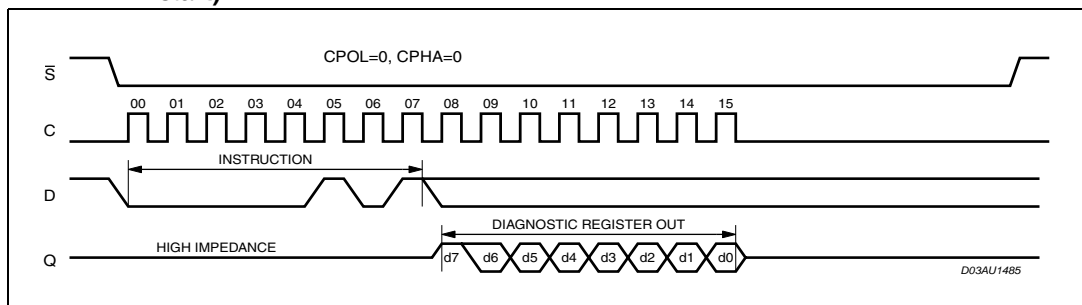 start)
CPOL=0, CPHA=0
S
00 01 02 03 04 05 06 07 08 09 10 11 12 13 14 15
C
INSTRUCTION
D
DIAGNOSTIC REGISTER OUT
HIGH IMPEDANCE
Q
d7 d6 d5 d4 d3 d2 d1 d0
D03AU1485